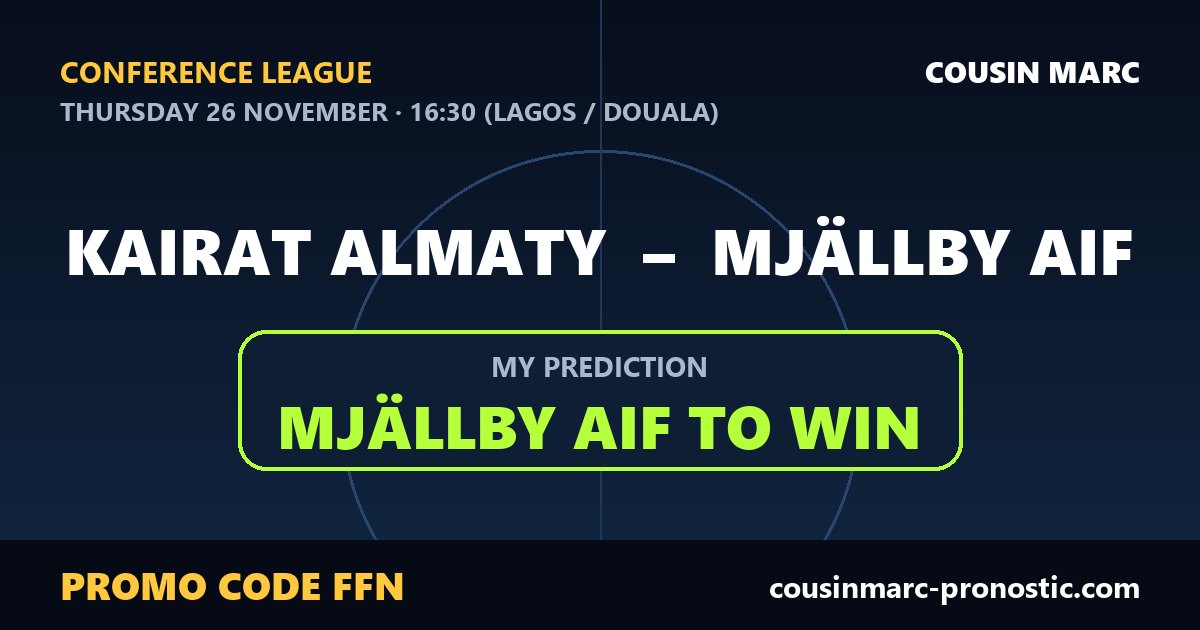 CONFERENCE LEAGUE
COUSIN MARC
THURSDAY 26 NOVEMBER · 16:30 (LAGOS / DOUALA)
KAIRAT ALMATY – MJÄLLBY AIF
MY PREDICTION
MJÄLLBY AIF TO WIN
PROMO CODE FFN
cousinmarc-pronostic.com